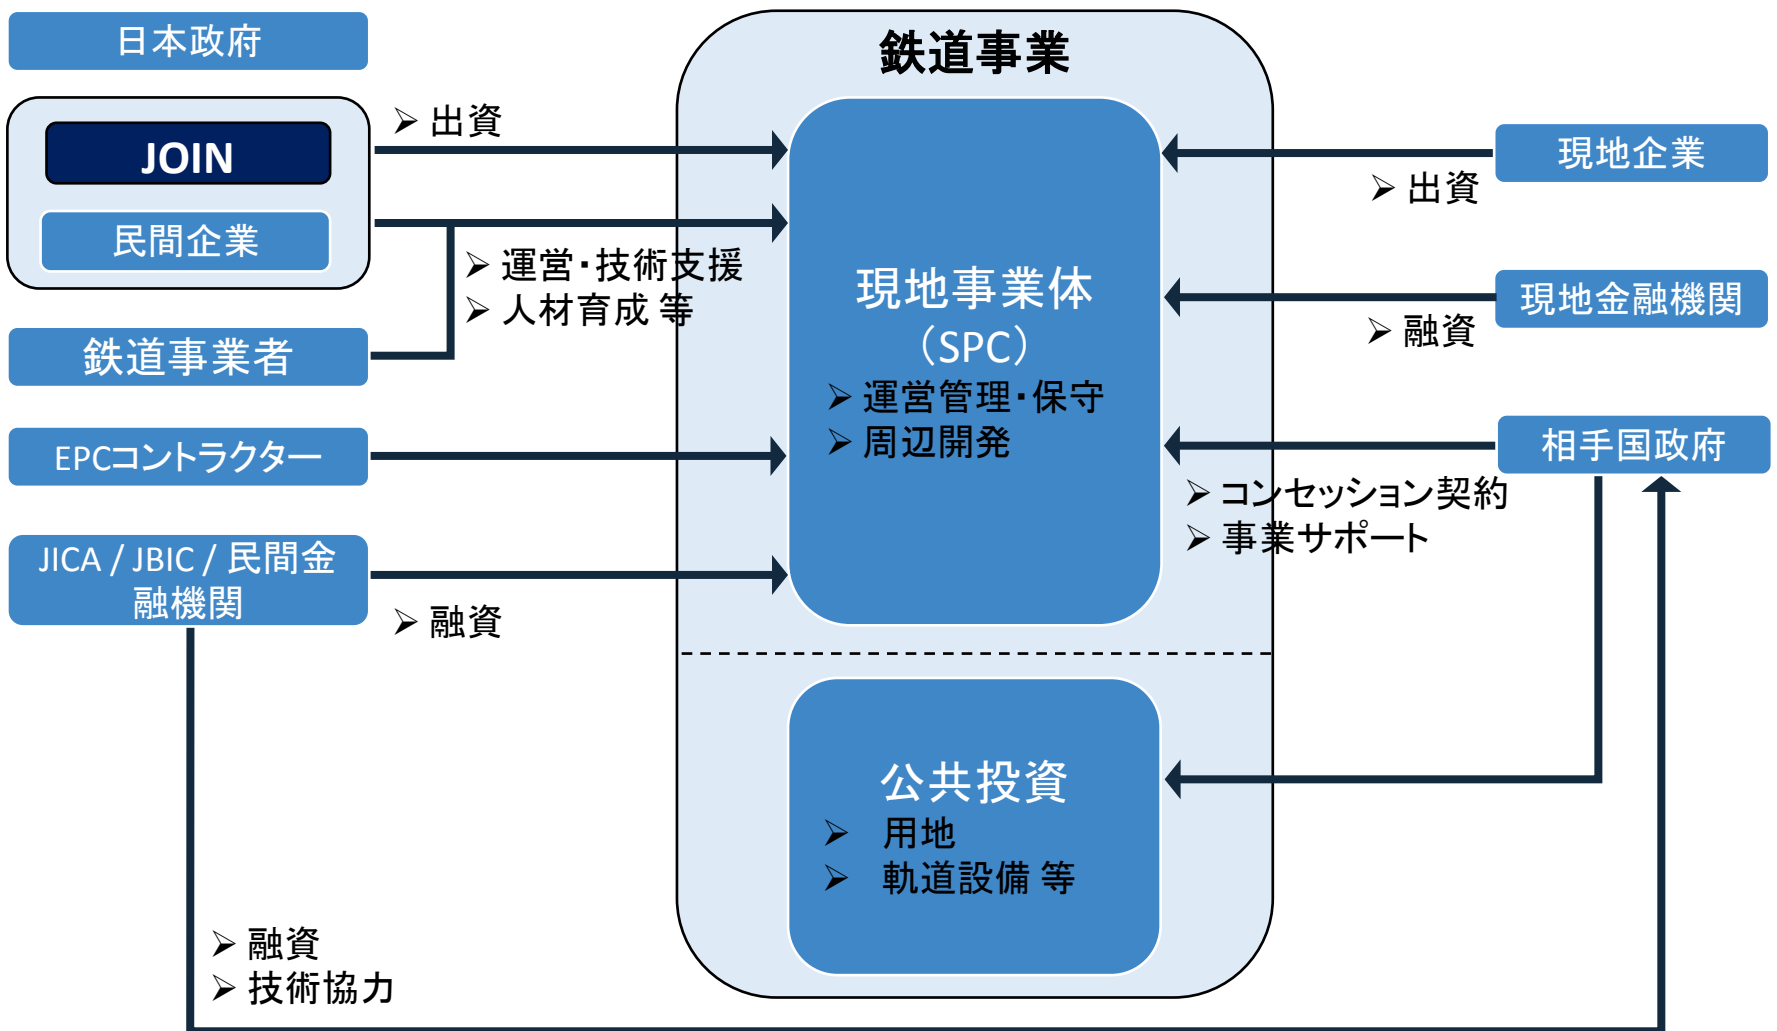 日本政府
JOIN
民間企業
鉄道事業者
EPCコントラクター
JICA / JBIC / 民間金
融機関
➢ 出資
➢ 運営・技術支援
➢ 人材育成 等
➢ 融資
➢ 融資
➢ 技術協力
鉄道事業
現地事業体
（SPC）
➢ 運営管理・保守
➢ 周辺開発
公共投資
➢ 用地
➢ 軌道設備 等
現地企業
➢ 出資
現地金融機関
➢ 融資
相手国政府
➢ コンセッション契約
➢ 事業サポート